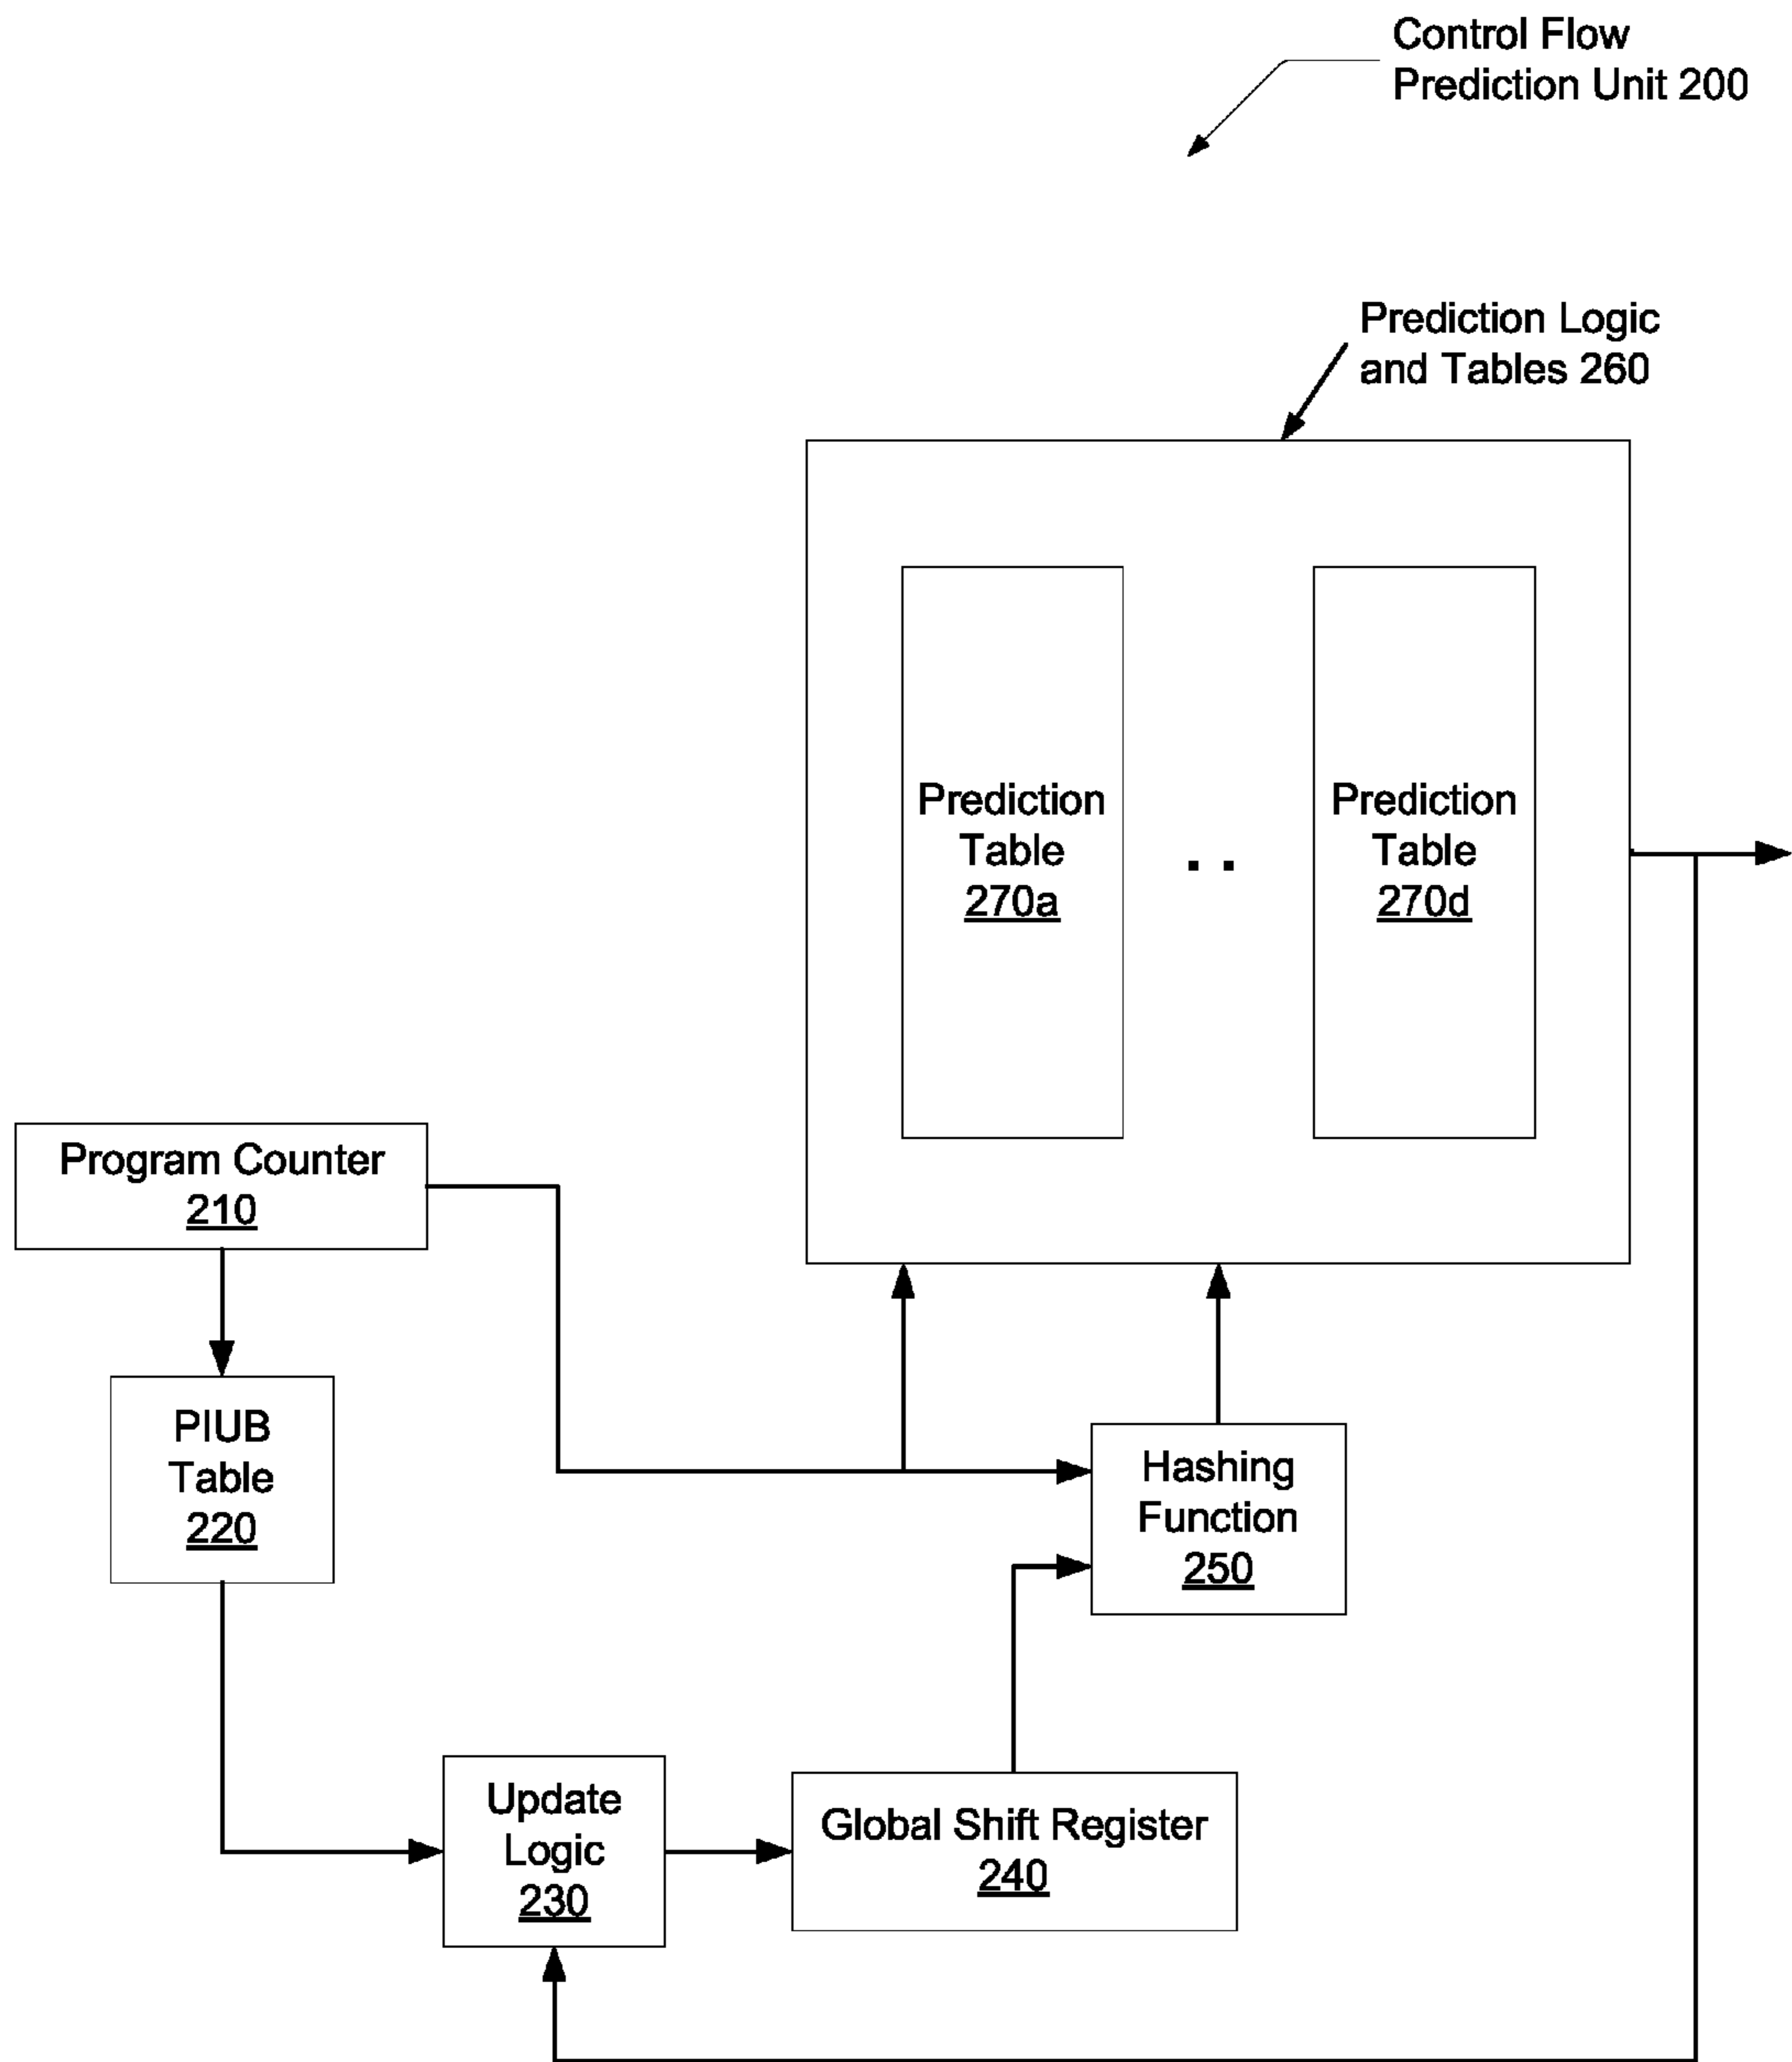 Control Flow
Prediction Unit 200
Prediction Logic
and Tables 260
Prediction
Table
270a
. .
Prediction
Table
270d
Program Counter
210
PIUB
Table
220
Hashing
Function
250
Update
Logic
230
Global Shift Register
240